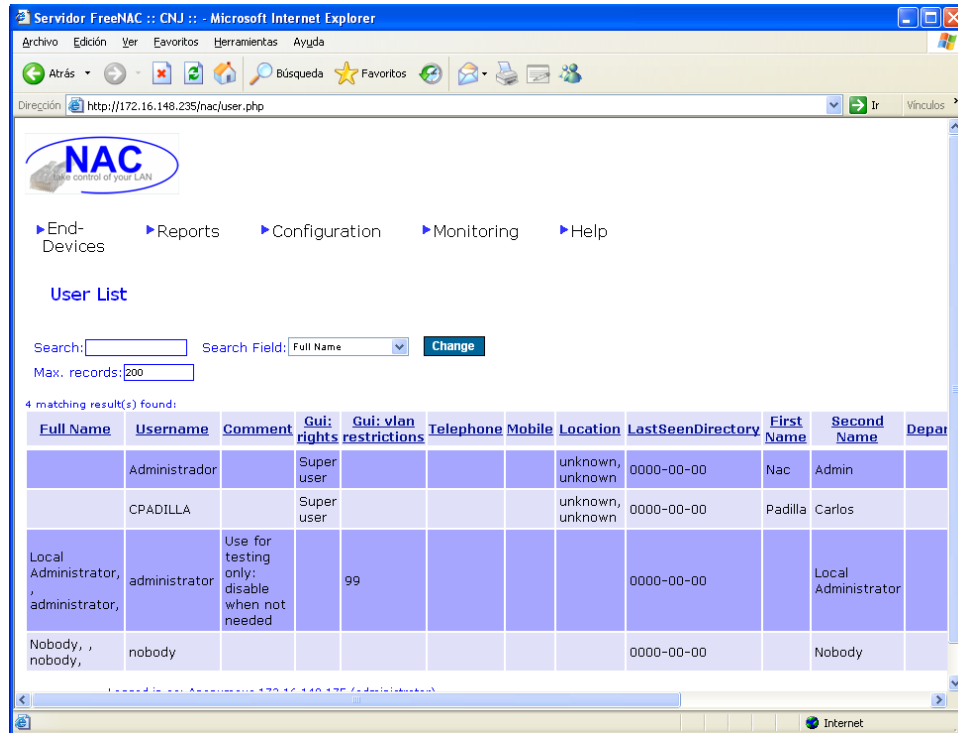 Servidor FreeNAC :: CNJ :: - Microsoft Internet Explorer
Archivo Edición Ver Favoritos Herramientas Ayuda
Atrás Búsqueda Favoritos
Dirección http://172.16.148.235/nac/user.php Ir Vínculos
NAC
control of your LAN
End-Devices Reports Configuration Monitoring Help
User List
Search: Search Field: Full Name Change
Max. records: 200
4 matching result(s) found:
Full Name Username Comment Gui: rights Gui: vlan restrictions Telephone Mobile Location LastSeenDirectory First Name Second Name Depar
Administrador Super user unknown, unknown 0000-00-00 Nac Admin
CPADILLA Super user unknown, unknown 0000-00-00 Padilla Carlos
Local Administrator, , administrator, administrator Use for testing only: disable when not needed 99 0000-00-00 Local Administrator
Nobody, , nobody, nobody 0000-00-00 Nobody
Internet